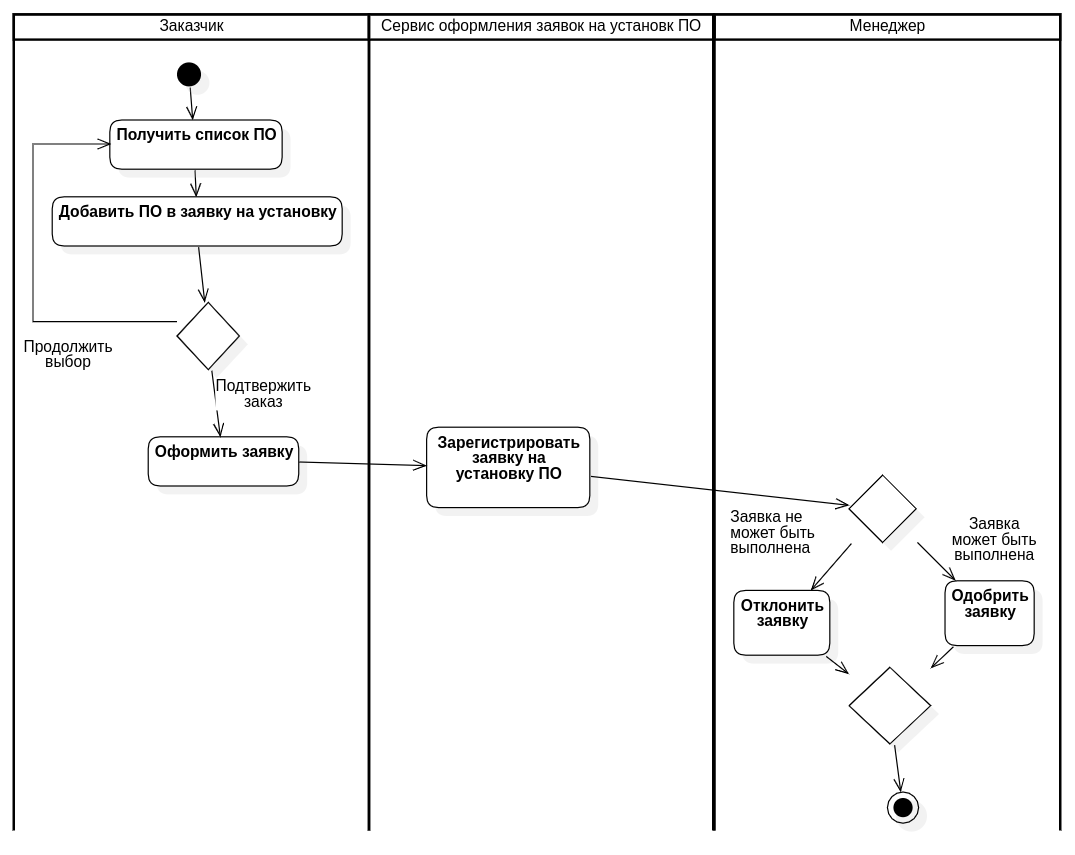 Заказчик
Сервис оформления заявок на установк ПО
Менеджер
Получить список ПО
Добавить ПО в заявку на установку
Продолжить
выбор
Подтвержить
заказ
Оформить заявку
Зарегистрировать
заявку на
установку ПО
Заявка не
может быть
выполнена
Заявка
может быть
выполнена
Отклонить
заявку
Одобрить
заявку